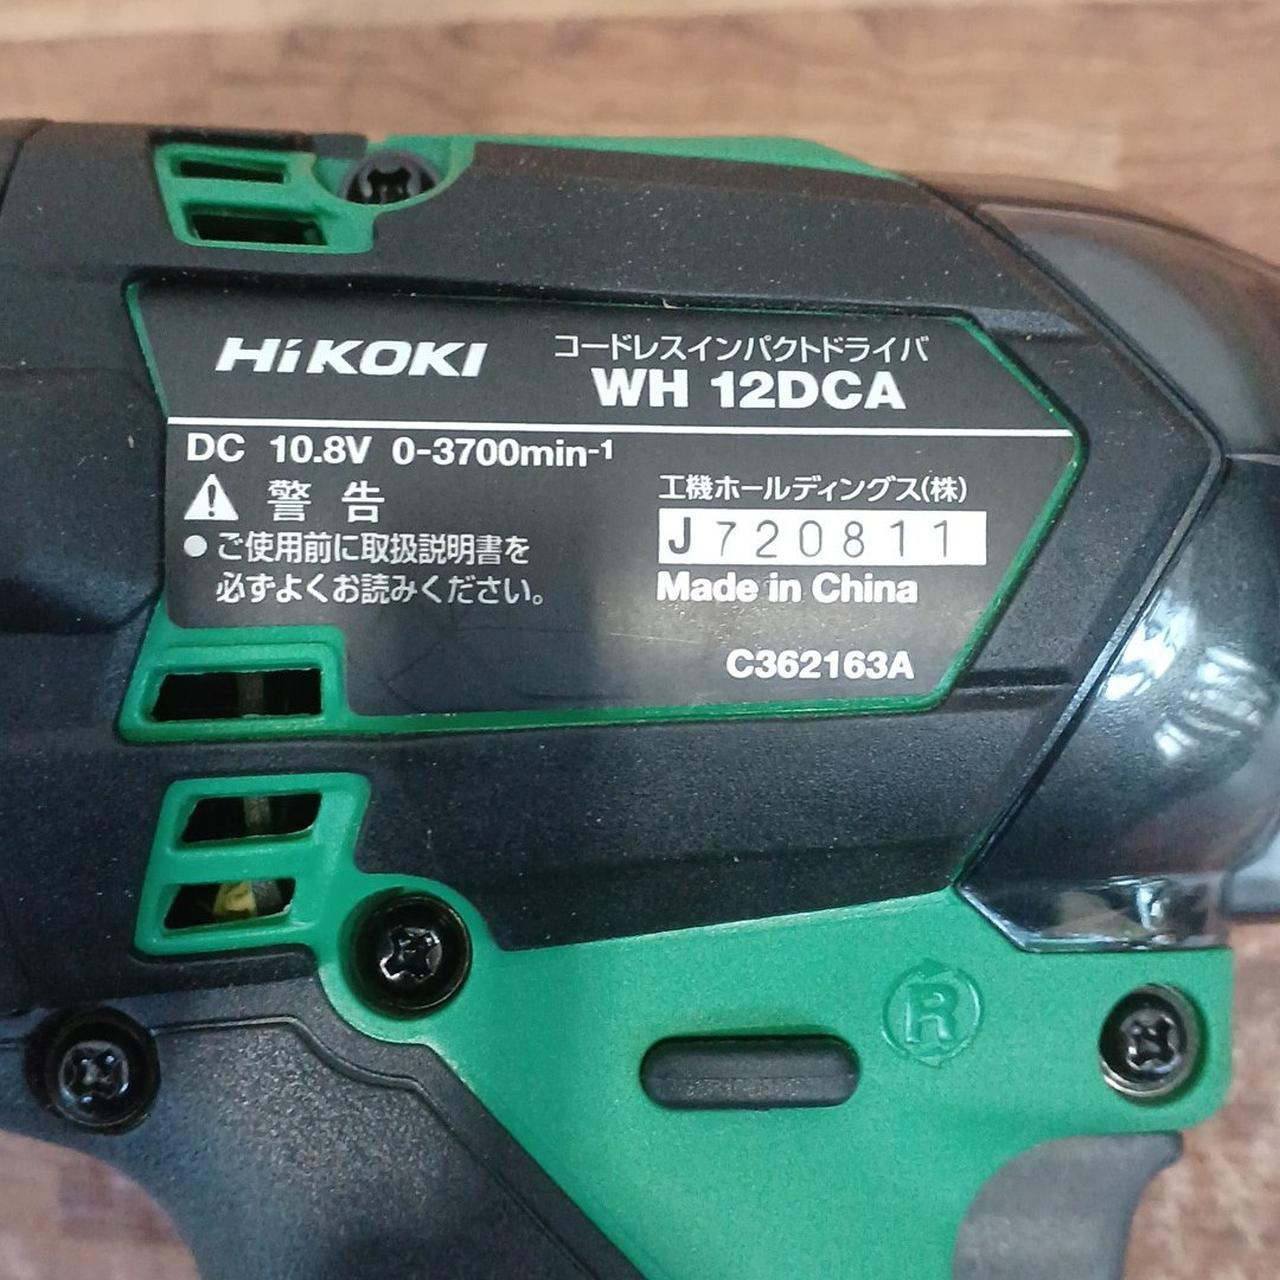 HiKOKI
コードレスインパクトドライバ
WH 12DCA
DC 10.8V 0-3700min-1
警告
●ご使用前に取扱説明書を
必ずよくお読みください。
工機ホールディングス(株)
J720811
Made in China
C362163A
R